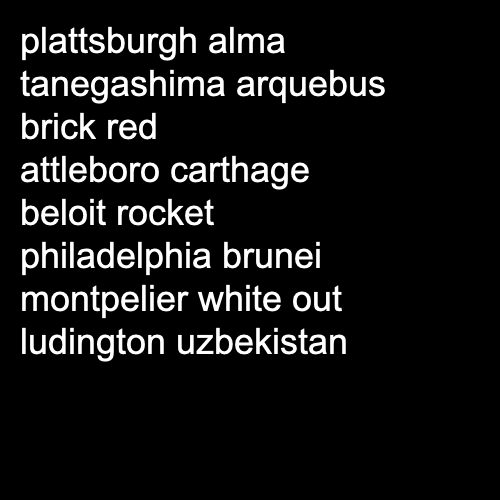 plattsburgh alma
tanegashima arquebus
brick red
attleboro carthage
beloit rocket
philadelphia brunei
montpelier white out
ludington uzbekistan